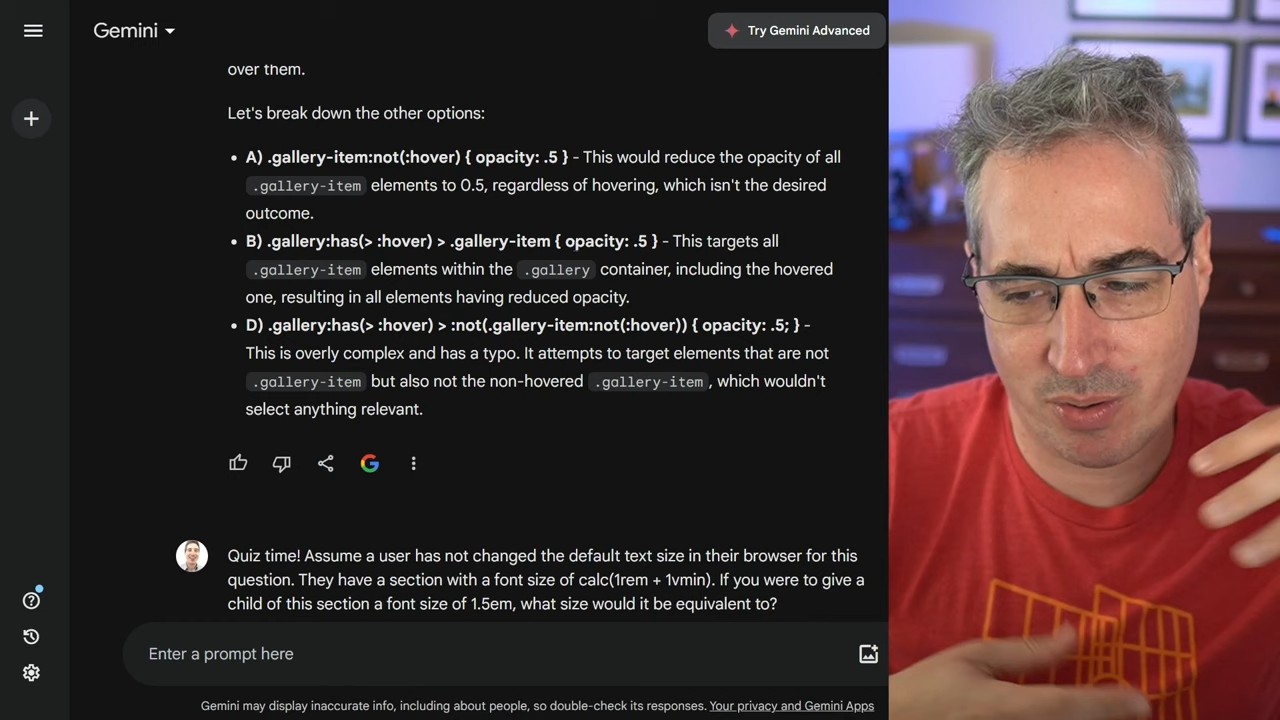 Gemini
Try Gemini Advanced
over them.
Let's break down the other options:
• A) .gallery-item:not(:hover) { opacity: .5 } - This would reduce the opacity of all
.gallery-item elements to 0.5, regardless of hovering, which isn't the desired
outcome.
• B) .gallery:has(> :hover) > .gallery-item { opacity: .5 } - This targets all
.gallery-item elements within the .gallery container, including the hovered
one, resulting in all elements having reduced opacity.
• D) .gallery:has(> :hover) > :not(.gallery-item:not(:hover)) { opacity: .5; } -
This is overly complex and has a typo. It attempts to target elements that are not
.gallery-item but also not the non-hovered .gallery-item, which wouldn't
select anything relevant.
Quiz time! Assume a user has not changed the default text size in their browser for this
question. They have a section with a font size of calc(1rem + 1vmin). If you were to give a
child of this section a font size of 1.5em, what size would it be equivalent to?
Enter a prompt here
Gemini may display inaccurate info, including about people, so double-check its responses. Your privacy and Gemini Apps